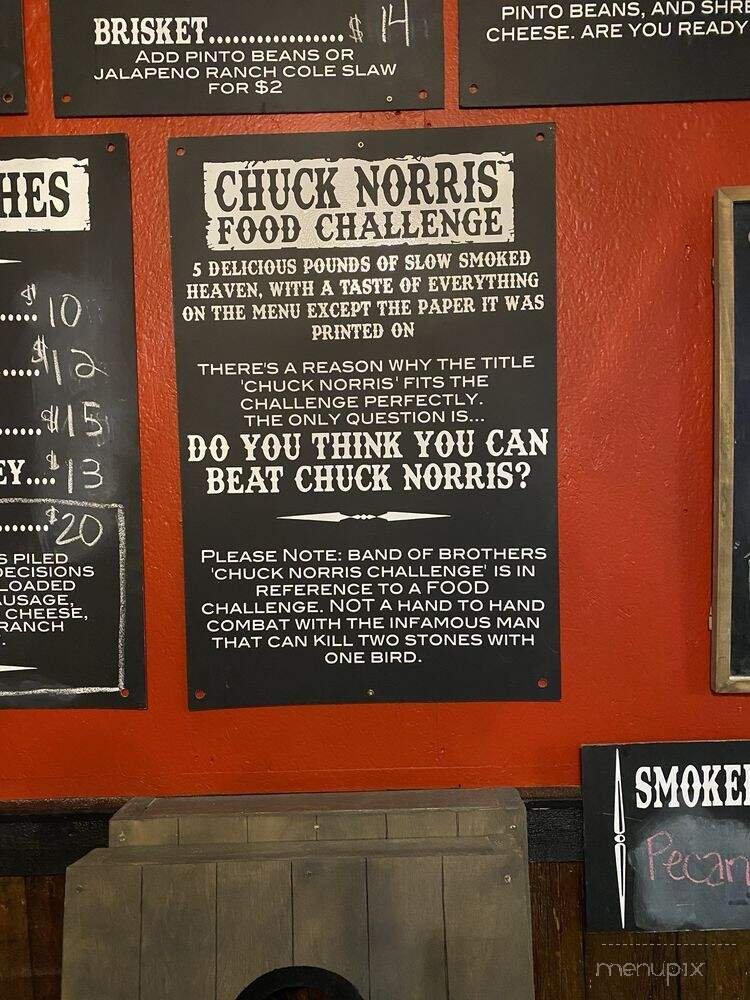 BRISKET.................. $ 14
ADD PINTO BEANS OR
JALAPENO RANCH COLE SLAW
FOR $2
PINTO BEANS, AND SHRE
CHEESE. ARE YOU READY
HES
..... $ 10
..... $ 12
..... $ 15
EY.... $ 13
....... $ 20
S PILED
DECISIONS
LOADED
AUSAGE,
CHEESE,
RANCH
CHUCK NORRIS
FOOD CHALLENGE
5 DELICIOUS POUNDS OF SLOW SMOKED
HEAVEN, WITH A TASTE OF EVERYTHING
ON THE MENU EXCEPT THE PAPER IT WAS
PRINTED ON
THERE'S A REASON WHY THE TITLE
'CHUCK NORRIS' FITS THE
CHALLENGE PERFECTLY.
THE ONLY QUESTION IS...
DO YOU THINK YOU CAN
BEAT CHUCK NORRIS?
PLEASE NOTE: BAND OF BROTHERS
'CHUCK NORRIS CHALLENGE' IS IN
REFERENCE TO A FOOD
CHALLENGE. NOT A HAND TO HAND
COMBAT WITH THE INFAMOUS MAN
THAT CAN KILL TWO STONES WITH
ONE BIRD.
SMOKE
Pecan
menupix